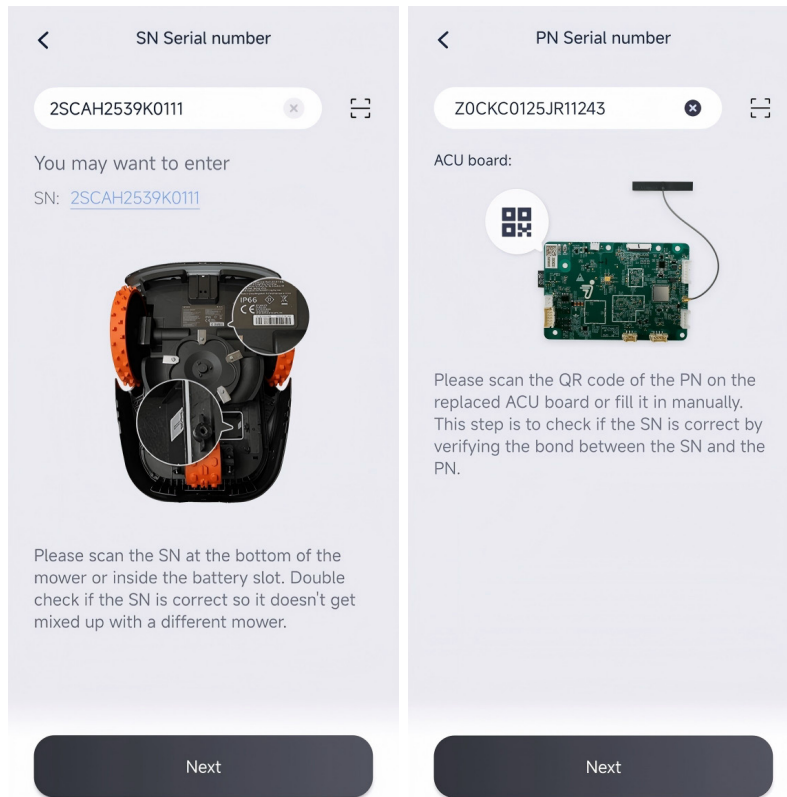 SN Serial number
2SCAH2539K0111
You may want to enter
SN: 2SCAH2539K0111
IP66
CE
Please scan the SN at the bottom of the
mower or inside the battery slot. Double
check if the SN is correct so it doesn't get
mixed up with a different mower.
Next
PN Serial number
Z0CKC0125JR11243
ACU board:
Please scan the QR code of the PN on the
replaced ACU board or fill it in manually.
This step is to check if the SN is correct by
verifying the bond between the SN and the
PN.
Next